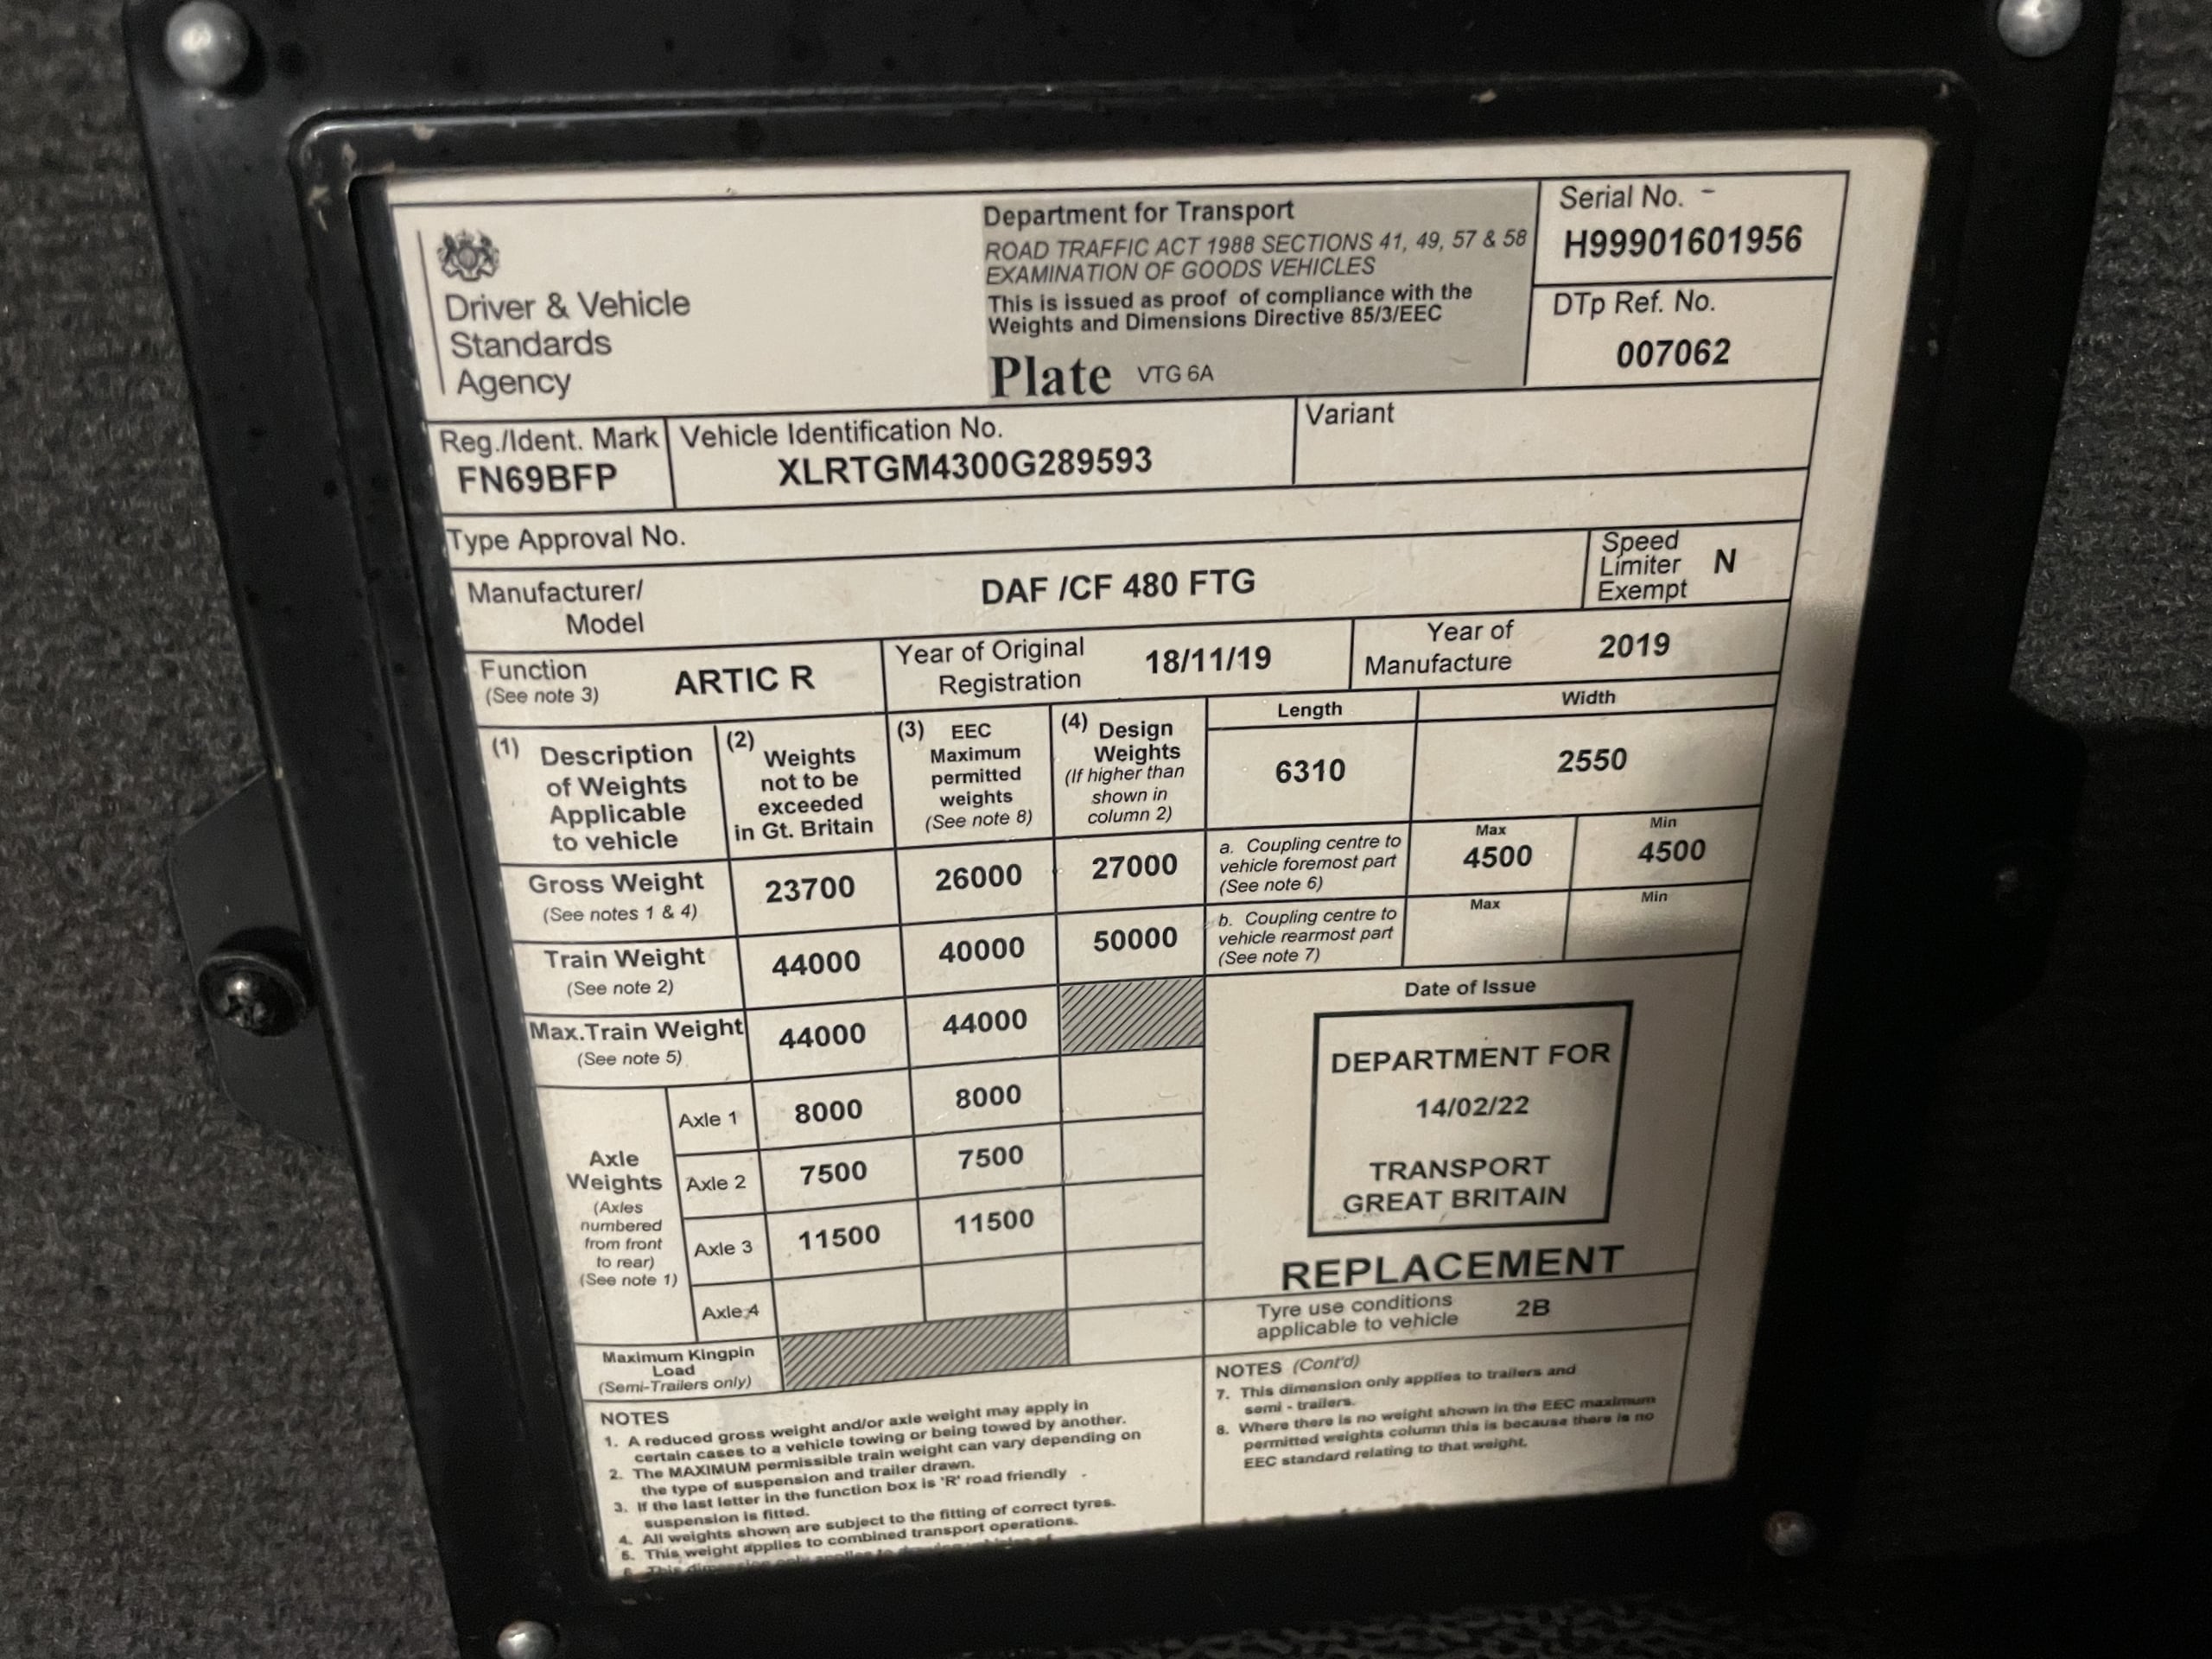 Driver & Vehicle
Standards
Agency
Department for Transport
ROAD TRAFFIC ACT 1988 SECTIONS 41, 49, 57 & 58
EXAMINATION OF GOODS VEHICLES
This is issued as proof of compliance with the
Weights and Dimensions Directive 85/3/EEC
Plate VTG 6A
Serial No. -
H99901601956
DTp Ref. No.
007062
Reg./Ident. Mark
FN69BFP
Vehicle Identification No.
XLRTGM4300G289593
Variant
Type Approval No.
Manufacturer/
Model
DAF /CF 480 FTG
Speed
Limiter
Exempt
N
Function
(See note 3)
ARTIC R
Year of Original
Registration
18/11/19
Year of
Manufacture
2019
(1) Description
of Weights
Applicable
to vehicle
(2) Weights
not to be
exceeded
in Gt. Britain
(3) EEC
Maximum
permitted
weights
(See note 8)
(4) Design
Weights
(If higher than
shown in
column 2)
Length
6310
Width
2550
Gross Weight
(See notes 1 & 4)
23700
26000
27000
a. Coupling centre to
vehicle foremost part
(See note 6)
Max
4500
Min
4500
Train Weight
(See note 2)
44000
40000
50000
b. Coupling centre to
vehicle rearmost part
(See note 7)
Max
Min
Max.Train Weight
(See note 5)
44000
44000
Axle
Weights
(Axles
numbered
from front
to rear)
(See note 1)
Axle 1
8000
8000
Axle 2
7500
7500
Axle 3
11500
11500
Axle 4
Maximum Kingpin
Load
(Semi-Trailers only)
Date of Issue
DEPARTMENT FOR
14/02/22
TRANSPORT
GREAT BRITAIN
REPLACEMENT
Tyre use conditions
applicable to vehicle
2B
NOTES
1. A reduced gross weight and/or axle weight may apply in
certain cases to a vehicle towing or being towed by another.
2. The MAXIMUM permissible train weight can vary depending on
the type of suspension and trailer drawn.
3. If the last letter in the function box is 'R' road friendly
suspension is fitted.
4. All weights shown are subject to the fitting of correct tyres.
5. This weight applies to combined transport operations.
6. This dimension only applies to
NOTES (Cont'd)
7. This dimension only applies to trailers and
semi - trailers.
8. Where there is no weight shown in the EEC maximum
permitted weights column this is because there is no
EEC standard relating to that weight.